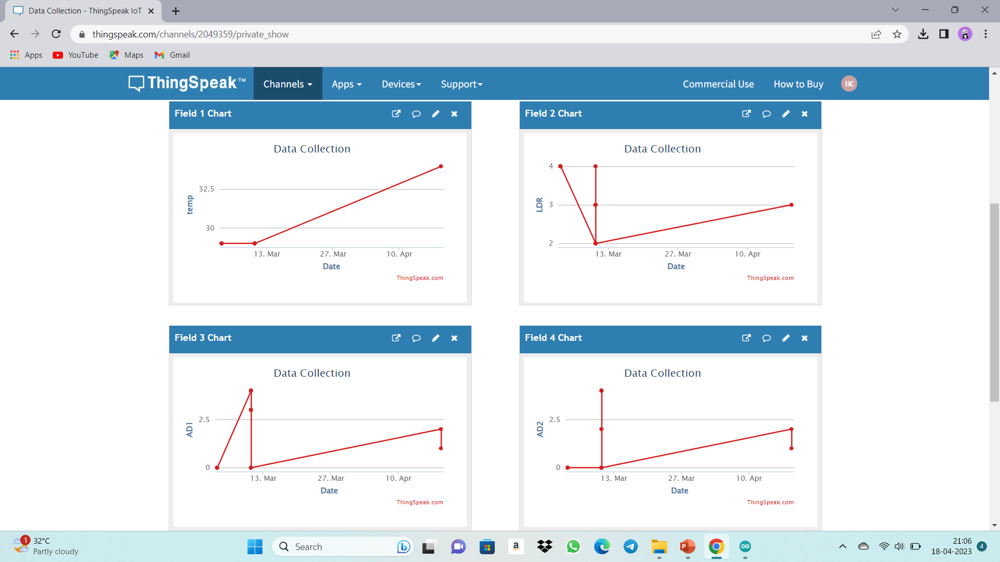 Data Collection - ThingSpeak IoT
thingspeak.com/channels/2049359/private_show
Apps YouTube Maps Gmail
ThingSpeak™ Channels Apps Devices Support Commercial Use How to Buy IK
Field 1 Chart
Data Collection
temp
32.5
30
13. Mar 27. Mar 10. Apr
Date
ThingSpeak.com
Field 2 Chart
Data Collection
LDR
4
3
2
13. Mar 27. Mar 10. Apr
Date
ThingSpeak.com
Field 3 Chart
Data Collection
AD1
2.5
0
13. Mar 27. Mar 10. Apr
Date
ThingSpeak.com
Field 4 Chart
Data Collection
AD2
2.5
0
13. Mar 27. Mar 10. Apr
Date
ThingSpeak.com
1
32°C
Partly cloudy
Search
a
P
21:06
18-04-2023
4